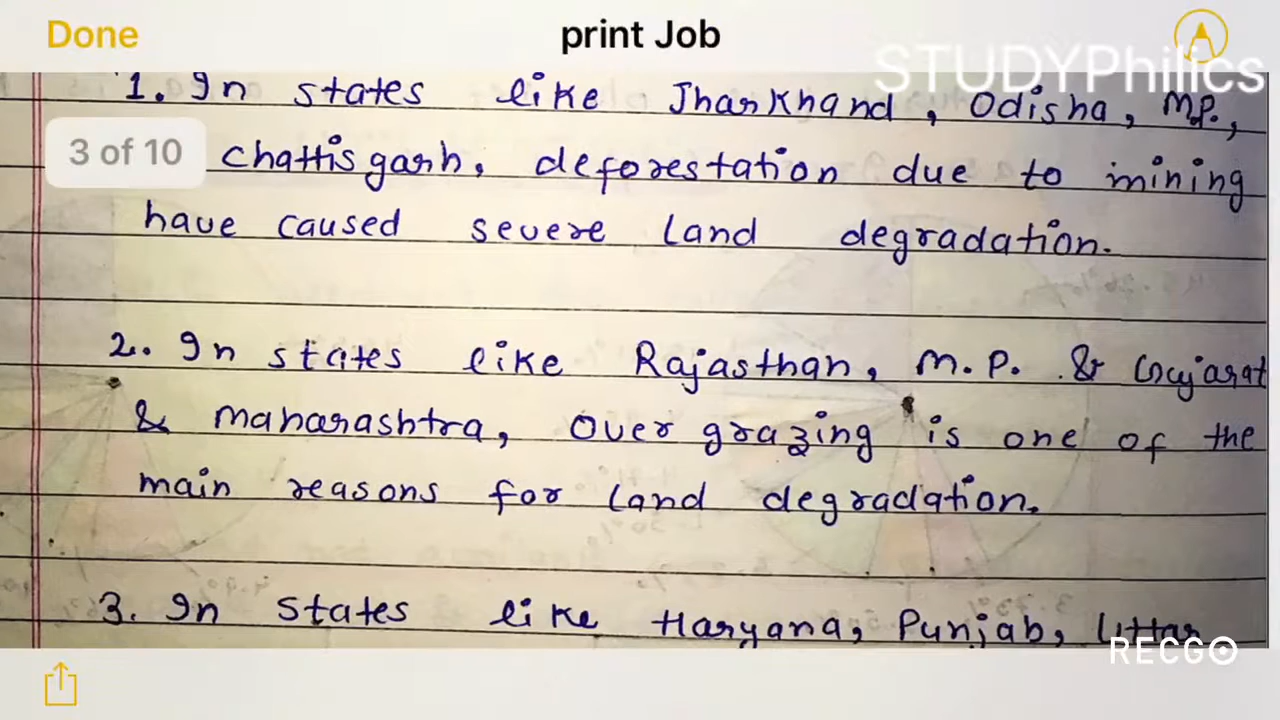 Done
print Job
STUDYPhilics
1. In states like Jharkhand, Odisha, M.P.,
3 of 10
Chattisgarh, deforestation due to mining
have caused severe land degradation.
2. In states like Rajasthan, M.P. & Gujarat
& Maharashtra, Over grazing is one of the
main reasons for land degradation.
3. In states like Haryana, Punjab, Uttar
RECGO